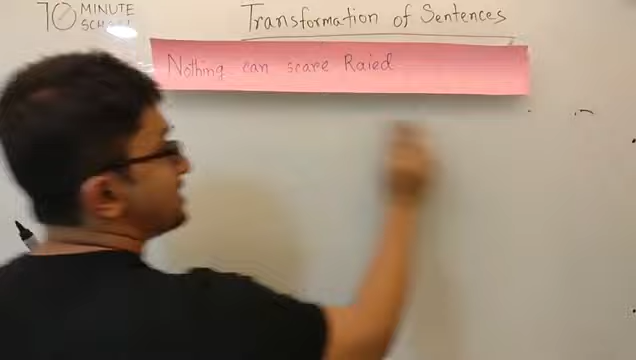 10 MINUTE
SCHOOL
Transformation of Sentences
Nothing can scare Raied